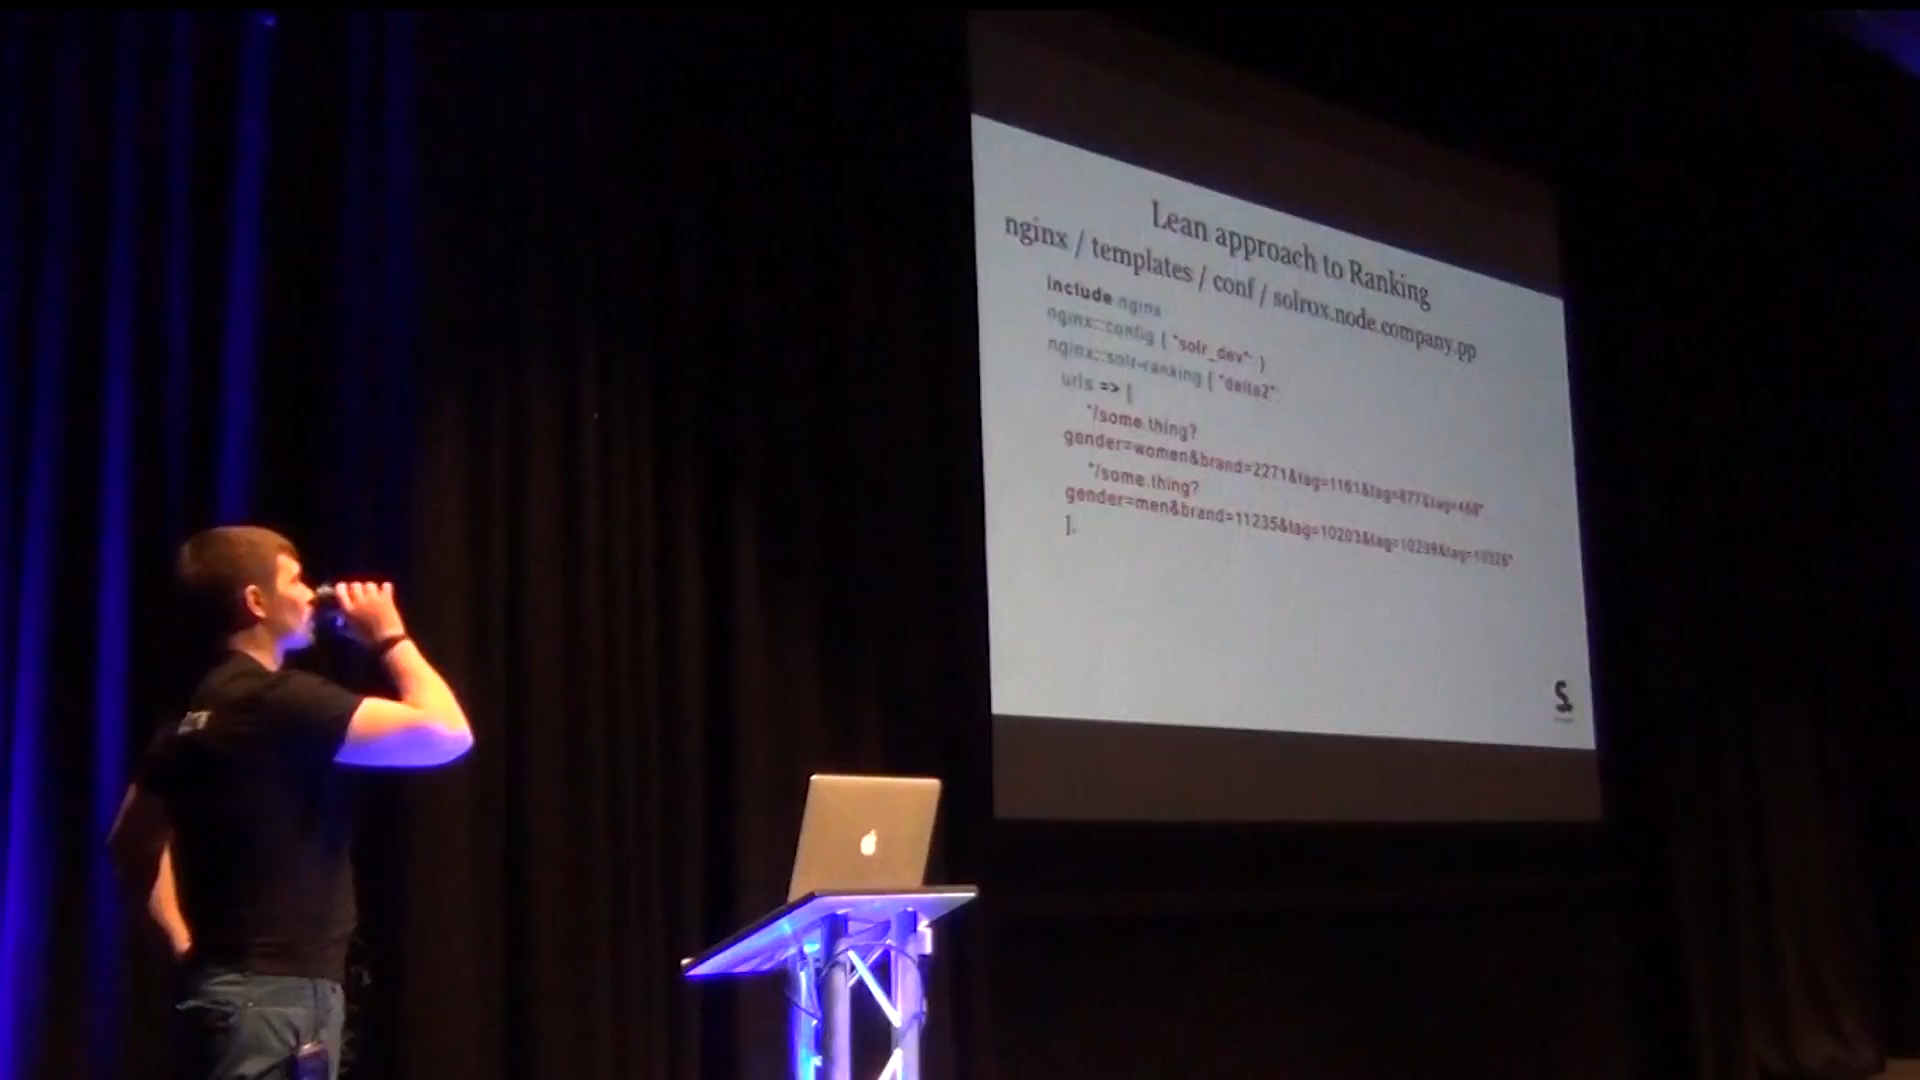 Lean approach to Ranking
nginx / templates / conf / solrox.node.company.pp
include nginx
nginx::config { "solr_dev": }
nginx::solr-ranking { "delta2":
urls => [
"/some.thing?
gender=women&brand=2271&tag=1161&tag=877&tag=468",
"/some.thing?
gender=men&brand=11235&tag=10203&tag=10239&tag=10326"
],
S.